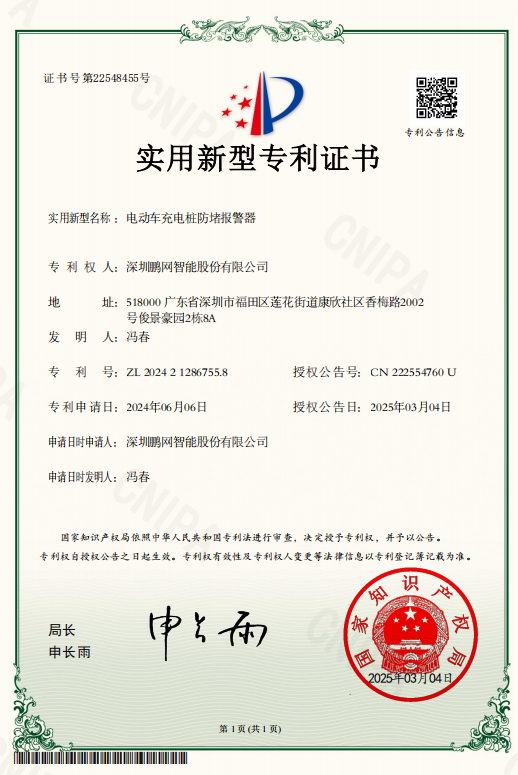 证书号第22548455号
专利公告信息
实用新型专利证书
实用新型名称：电动车充电桩防堵报警器
专利权人：深圳鹏网智能股份有限公司
地址：518000 广东省深圳市福田区莲花街道康欣社区香梅路2002
号俊景豪园2栋8A
发明人：冯春
专利号：ZL 2024 2 1286755.8 授权公告号：CN 222554760 U
专利申请日：2024年06月06日 授权公告日：2025年03月04日
申请日时申请人：深圳鹏网智能股份有限公司
申请日时发明人：冯春
国家知识产权局依照中华人民共和国专利法进行审查，决定授予专利权，并予以公告。
专利权自授权公告之日起生效。专利权有效性及专利权人变更等法律信息以专利登记簿记载为准。
局长
申长雨
申长雨
国家知识产权局
2025年03月04日
第 1 页 (共 1 页)
CNIPA
CNIPA
CNIPA